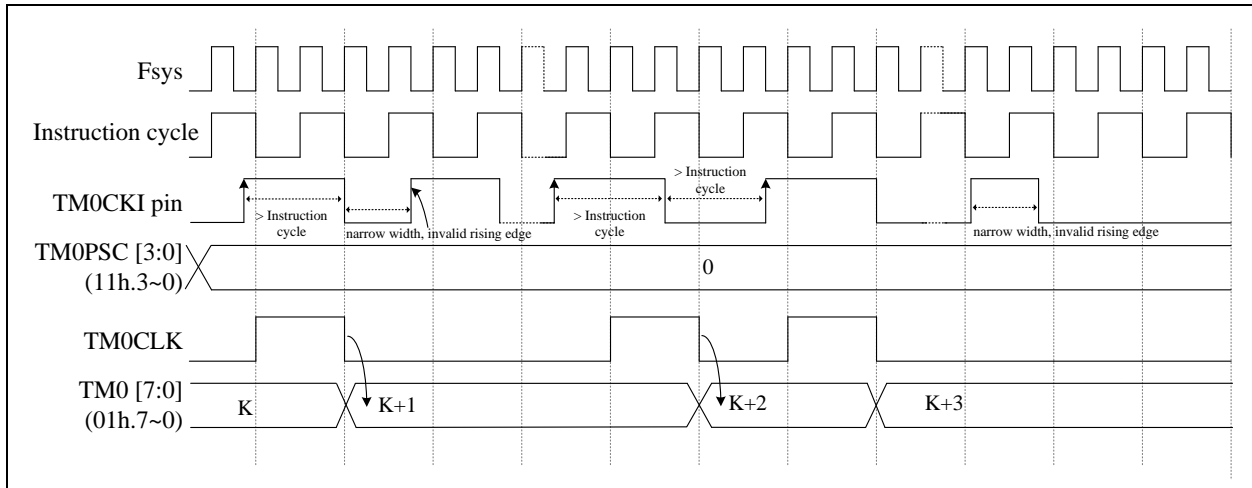 Fsys
Instruction cycle
> Instruction
cycle
TM0CKI pin
> Instruction
cycle
> Instruction
cycle
narrow width, invalid rising edge
narrow width, invalid rising edge
TM0PSC [3:0]
(11h.3~0)
0
TM0CLK
TM0 [7:0]
(01h.7~0)
K
K+1
K+2
K+3